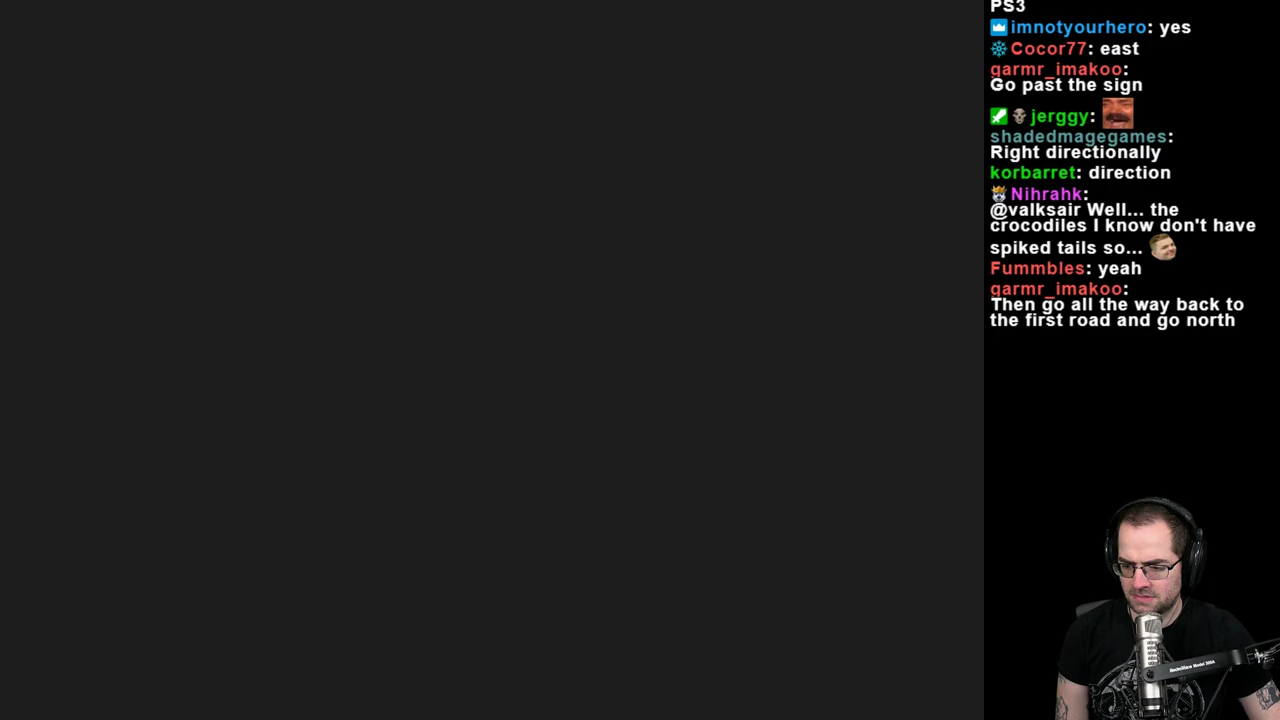 PS3
imnotyourhero: yes
Cocor77: east
garmr_imakoo:
Go past the sign
jerggy:
shadedmagegames:
Right directionally
korbarret: direction
Nihrahk:
@valksair Well... the
crocodiles I know don't have
spiked tails so...
Fummbles: yeah
garmr_imakoo:
Then go all the way back to
the first road and go north